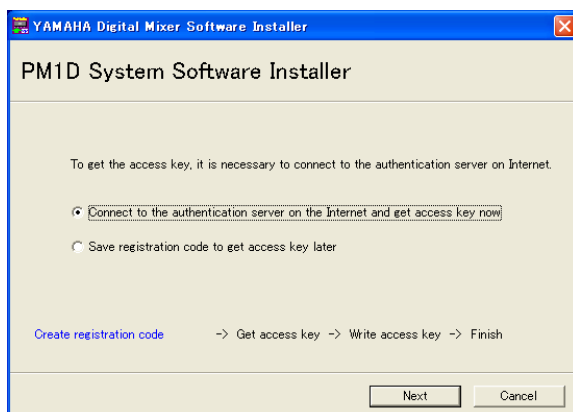 YAMAHA Digital Mixer Software Installer
PM1D System Software Installer
To get the access key, it is necessary to connect to the authentication server on Internet.
Connect to the authentication server on the Internet and get access key now
Save registration code to get access key later
Create registration code -> Get access key -> Write access key -> Finish
Next Cancel